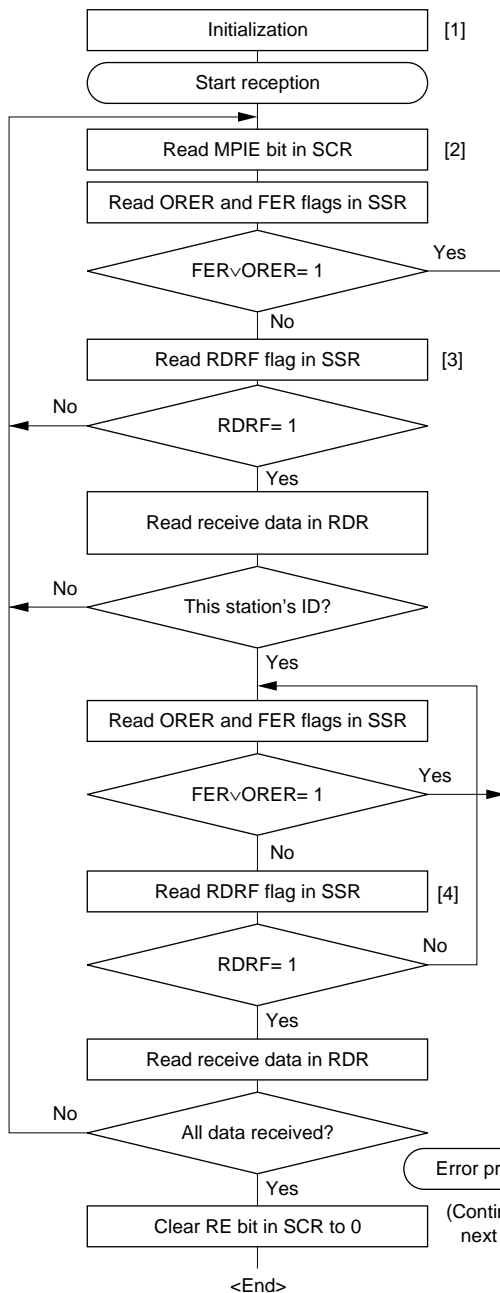 Initialization [1]
Start reception
Read MPIE bit in SCR [2]
Read ORER and FER flags in SSR
FER∨ORER= 1 Yes
No
Read RDRF flag in SSR [3]
No
RDRF= 1
Yes
Read receive data in RDR
No
This station's ID?
Yes
Read ORER and FER flags in SSR
FER∨ORER= 1 Yes
No
Read RDRF flag in SSR [4]
RDRF= 1 No
Yes
Read receive data in RDR
No
All data received?
Error pr
Yes
(Contin
Clear RE bit in SCR to 0 next
<End>